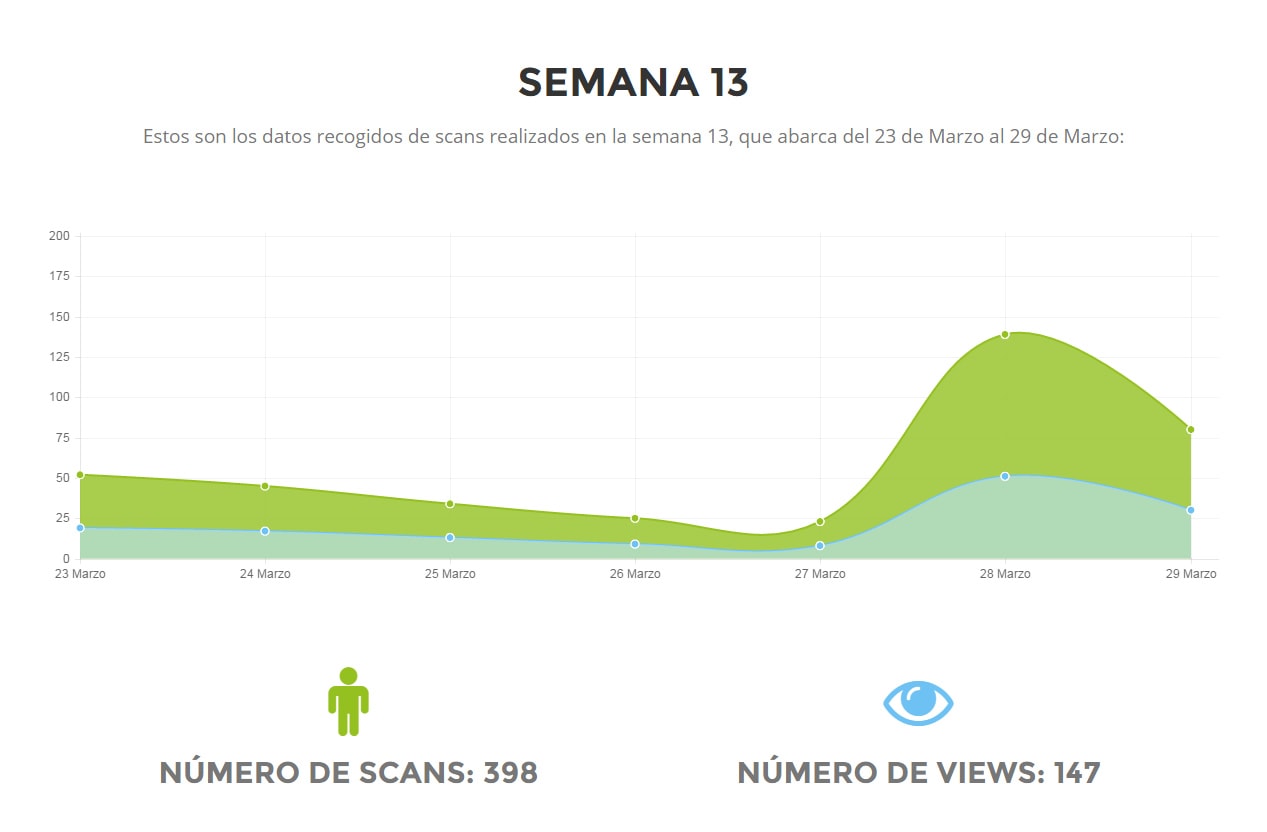 SEMANA 13
Estos son los datos recogidos de scans realizados en la semana 13, que abarca del 23 de Marzo al 29 de Marzo:
200
175
150
125
100
75
50
25
0
23 Marzo 24 Marzo 25 Marzo 26 Marzo 27 Marzo 28 Marzo 29 Marzo
NÚMERO DE SCANS: 398 NÚMERO DE VIEWS: 147